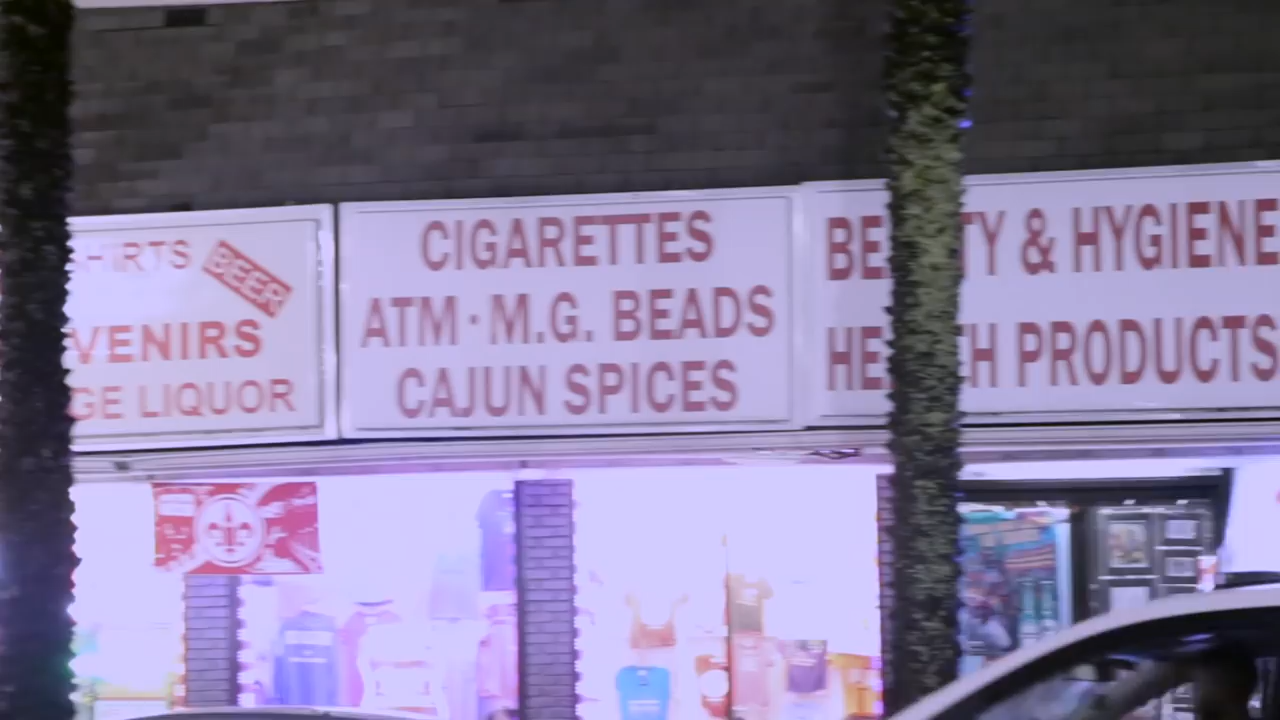 HIRTS
BEER
VENIRS
GE LIQUOR
CIGARETTES
ATM · M.G. BEADS
CAJUN SPICES
BE TY & HYGIENE
HE H PRODUCTS